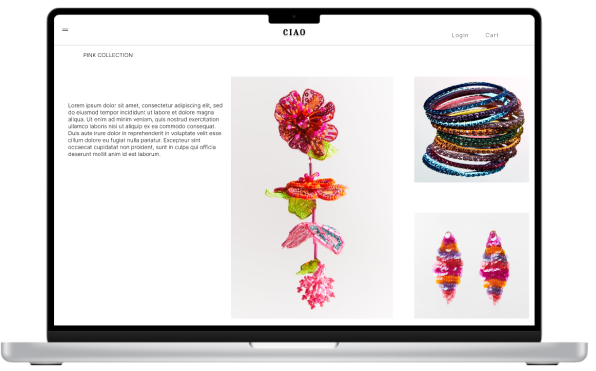 CIAO
Login Cart
PINK COLLECTION
Lorem ipsum dolor sit amet, consectetur adipiscing elit, sed
do eiusmod tempor incididunt ut labore et dolore magna
aliqua. Ut enim ad minim veniam, quis nostrud exercitation
ullamco laboris nisi ut aliquip ex ea commodo consequat.
Duis aute irure dolor in reprehenderit in voluptate velit esse
cillum dolore eu fugiat nulla pariatur. Excepteur sint
occaecat cupidatat non proident, sunt in culpa qui officia
deserunt mollit anim id est laborum.